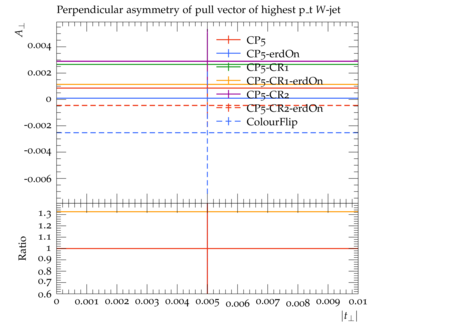 Perpendicular asymmetry of pull vector of highest p_t W-jet
A⊥
0.004
0.002
0
-0.002
-0.004
-0.006
CP5
CP5-erdOn
CP5-CR1
CP5-CR1-erdOn
CP5-CR2
CP5-CR2-erdOn
ColourFlip
Ratio
1.3
1.2
1.1
1
0.9
0.8
0.7
0.6
0 0.001 0.002 0.003 0.004 0.005 0.006 0.007 0.008 0.009 0.01
|t⊥|